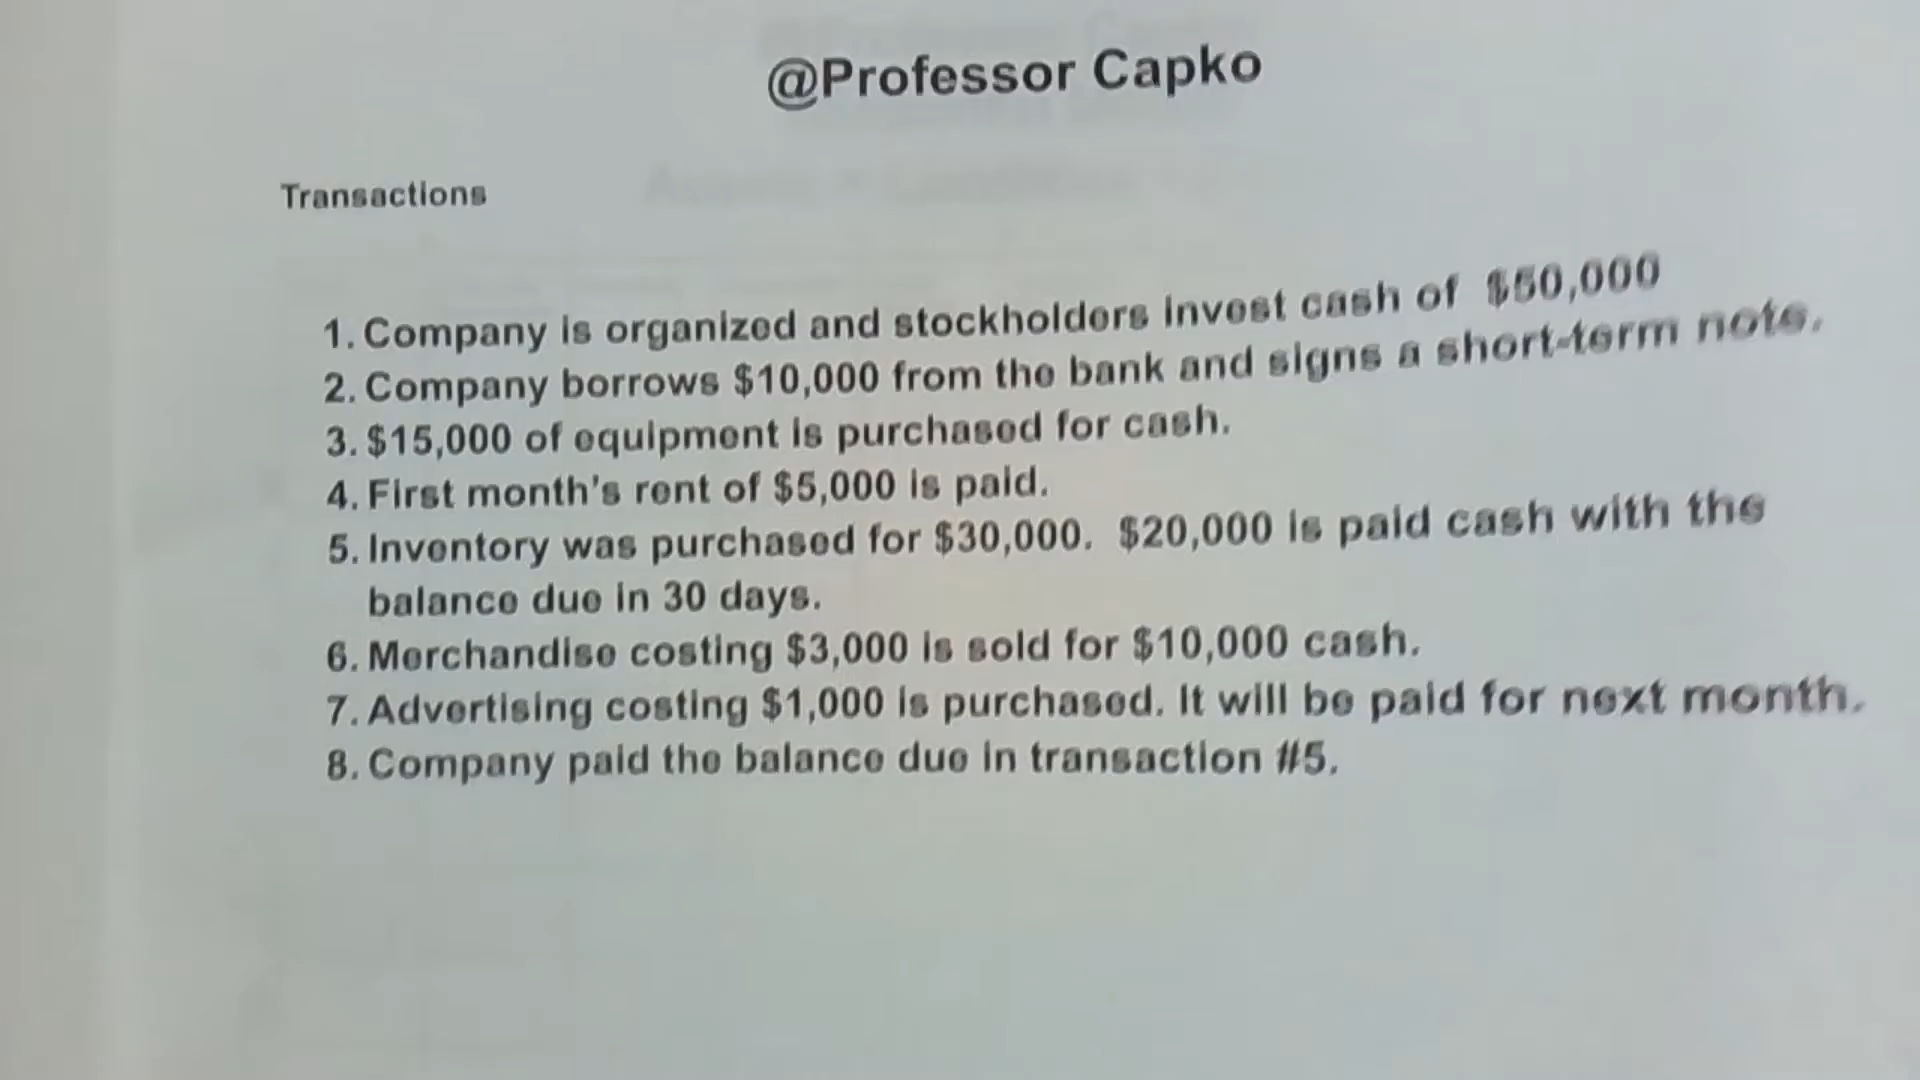 @Professor Capko
Transactions
1. Company is organized and stockholders invest cash of $50,000
2. Company borrows $10,000 from the bank and signs a short-term note.
3. $15,000 of equipment is purchased for cash.
4. First month's rent of $5,000 is paid.
5. Inventory was purchased for $30,000. $20,000 is paid cash with the
balance due in 30 days.
6. Merchandise costing $3,000 is sold for $10,000 cash.
7. Advertising costing $1,000 is purchased. It will be paid for next month.
8. Company paid the balance due in transaction #5.